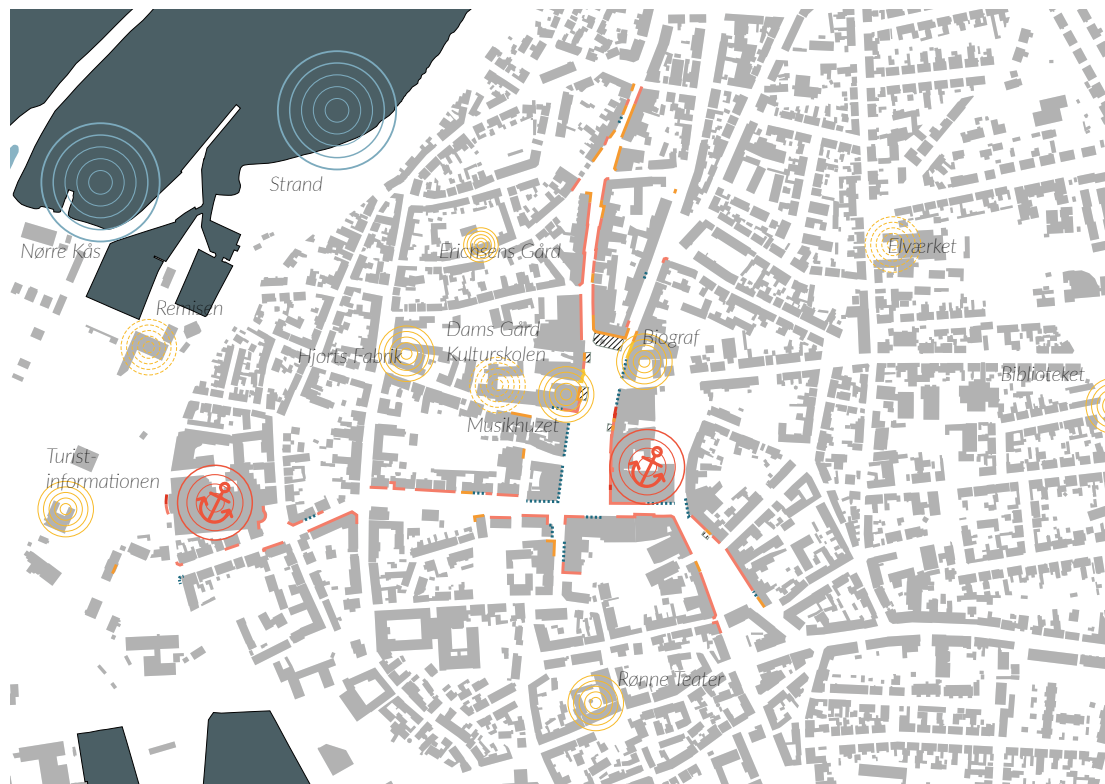 Strand
Nørre Kås
Erichsens Gård
Elværket
Remisen
Dams Gård
Kulturskolen
Biograf
Hjorts Fabrik
Biblioteket
Musikhuzet
Turist-
informationen
Rønne Teater